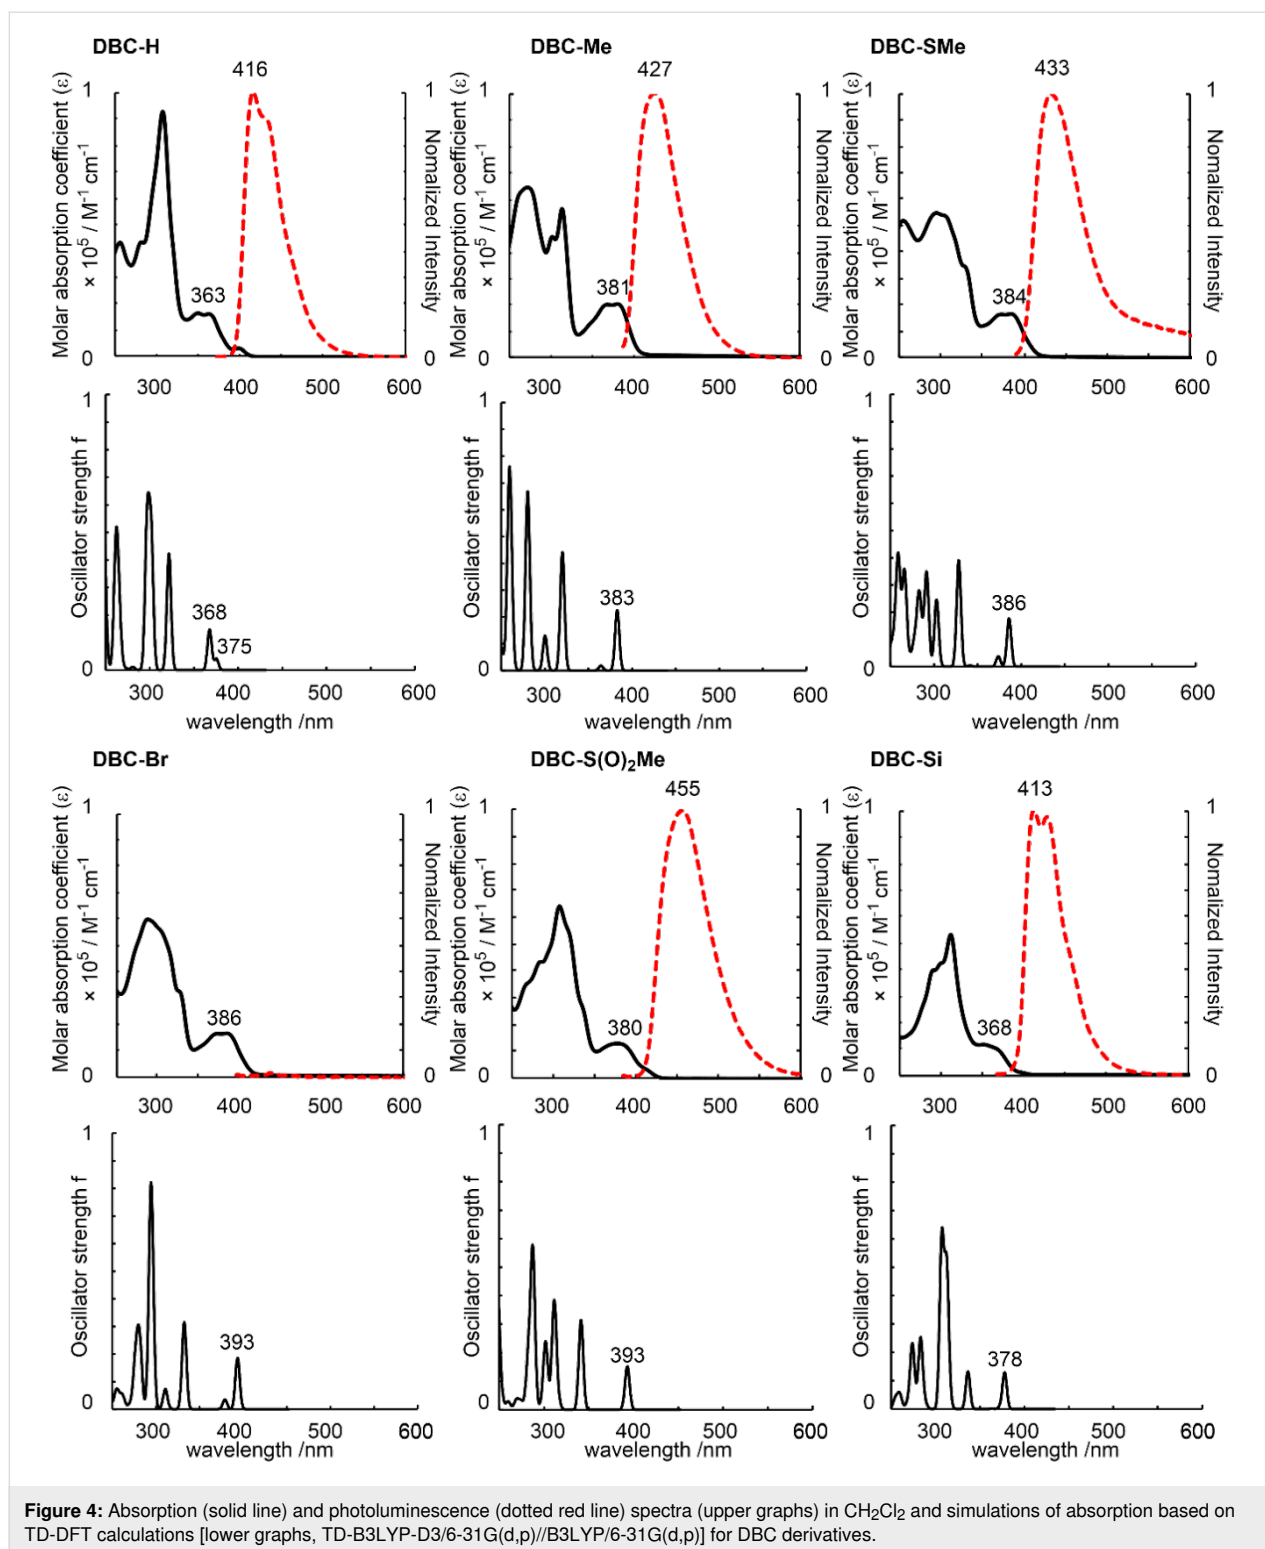 DBC-H
416
Molar absorption coefficient (ε)
× 10⁵ / M⁻¹ cm⁻¹
1
0
363
1
0
Nomalized Intensity
300 400 500 600
DBC-Me
427
Molar absorption coefficient (ε)
× 10⁵ / M⁻¹ cm⁻¹
1
0
381
1
0
Nomalized Intensity
300 400 500 600
DBC-SMe
433
Molar absorption coefficient (ε)
× 10⁵ / M⁻¹ cm⁻¹
1
0
384
1
0
Nomalized Intensity
300 400 500 600
Oscillator strength f
1
0
368
375
300 400 500 600
wavelength /nm
Oscillator strength f
1
0
383
300 400 500 600
wavelength /nm
Oscillator strength f
1
0
386
300 400 500 600
wavelength /nm
DBC-Br
Molar absorption coefficient (ε)
× 10⁵ / M⁻¹ cm⁻¹
1
0
386
1
0
Nomalized Intensity
300 400 500 600
DBC-S(O)₂Me
455
Molar absorption coefficient (ε)
× 10⁵ / M⁻¹ cm⁻¹
1
0
380
1
0
Nomalized Intensity
300 400 500 600
DBC-Si
413
Molar absorption coefficient (ε)
× 10⁵ / M⁻¹ cm⁻¹
1
0
368
1
0
Nomalized Intensity
300 400 500 600
Oscillator strength f
1
0
393
300 400 500 600
wavelength /nm
Oscillator strength f
1
0
393
300 400 500 600
wavelength /nm
Oscillator strength f
1
0
378
300 400 500 600
wavelength /nm
Figure 4: Absorption (solid line) and photoluminescence (dotted red line) spectra (upper graphs) in CH₂Cl₂ and simulations of absorption based on
TD-DFT calculations [lower graphs, TD-B3LYP-D3/6-31G(d,p)//B3LYP/6-31G(d,p)] for DBC derivatives.